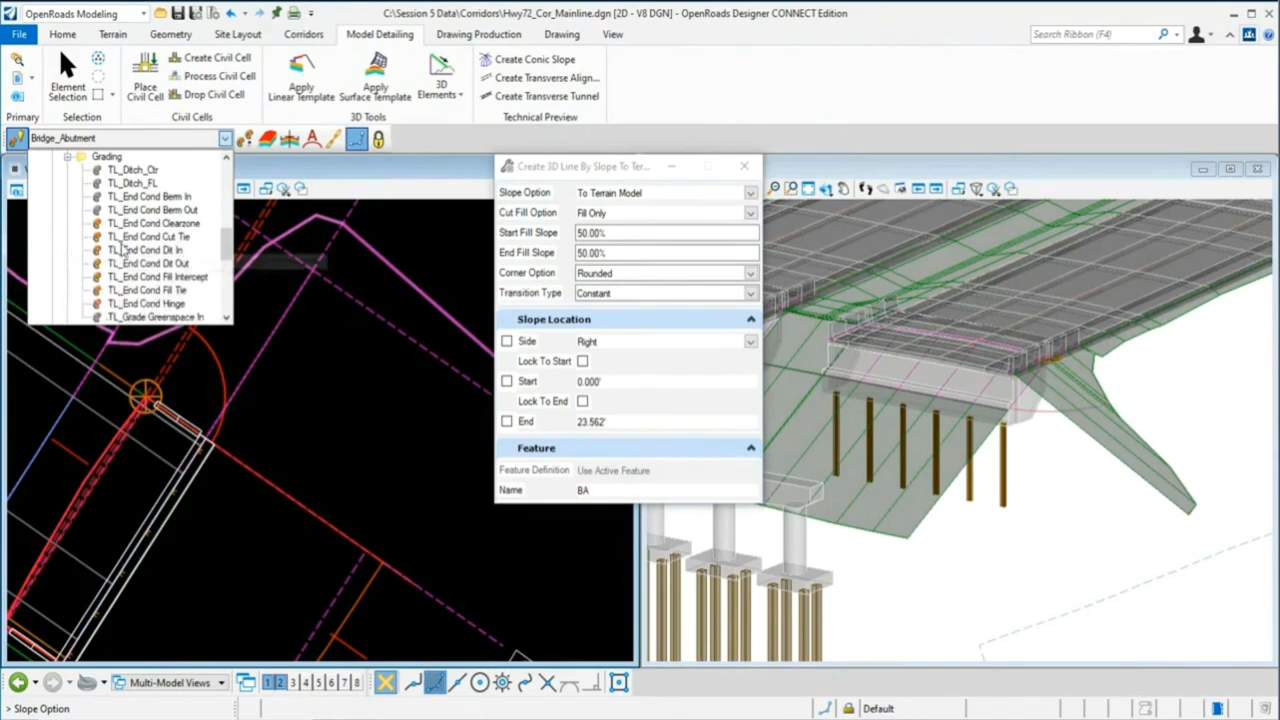 OpenRoads Modeling
C:\Session 5 Data\Corridors\Hwy72_Cor_Mainline.dgn [2D - V8 DGN] - OpenRoads Designer CONNECT Edition
File Home Terrain Geometry Site Layout Corridors Model Detailing Drawing Production Drawing View
Search Ribbon (F4)
Element Selection
Place Civil Cell
Create Civil Cell
Process Civil Cell
Drop Civil Cell
Apply Linear Template
Apply Surface Template
3D Elements
Create Conic Slope
Create Transverse Align...
Create Transverse Tunnel
Primary Selection Civil Cells 3D Tools Technical Preview
Bridge_Abutment
Grading
TL_Ditch_Ctr
TL_Ditch_FL
TL_End Cond Berm In
TL_End Cond Berm Out
TL_End Cond Clearzone
TL_End Cond Cut Tie
TL_End Cond Dit In
TL_End Cond Dit Out
TL_End Cond Fill Intercept
TL_End Cond Fill Tie
TL_End Cond Hinge
TL_Grade Greenspace In
Create 3D Line By Slope To Ter...
Slope Option To Terrain Model
Cut Fill Option Fill Only
Start Fill Slope 50.00%
End Fill Slope 50.00%
Corner Option Rounded
Transition Type Constant
Slope Location
Side Right
Lock To Start
Start 0.000'
Lock To End
End 23.562'
Feature
Feature Definition Use Active Feature
Name BA
Multi-Model Views 1 2 3 4 5 6 7 8
> Slope Option
Default